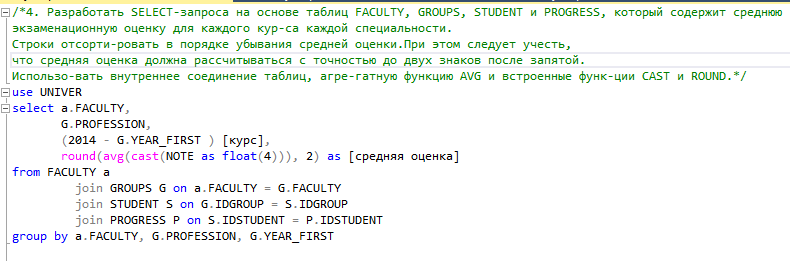 /*4. Разработать SELECT-запроса на основе таблиц FACULTY, GROUPS, STUDENT и PROGRESS, который содержит среднюю
экзаменационную оценку для каждого кур-са каждой специальности.
Строки отсорти-ровать в порядке убывания средней оценки.При этом следует учесть,
что средняя оценка должна рассчитываться с точностью до двух знаков после запятой.
Использо-вать внутреннее соединение таблиц, агре-гатную функцию AVG и встроенные функ-ции CAST и ROUND.*/
use UNIVER
select a.FACULTY,
G.PROFESSION,
(2014 - G.YEAR_FIRST ) [курс],
round(avg(cast(NOTE as float(4))), 2) as [средняя оценка]
from FACULTY a
join GROUPS G on a.FACULTY = G.FACULTY
join STUDENT S on G.IDGROUP = S.IDGROUP
join PROGRESS P on S.IDSTUDENT = P.IDSTUDENT
group by a.FACULTY, G.PROFESSION, G.YEAR_FIRST